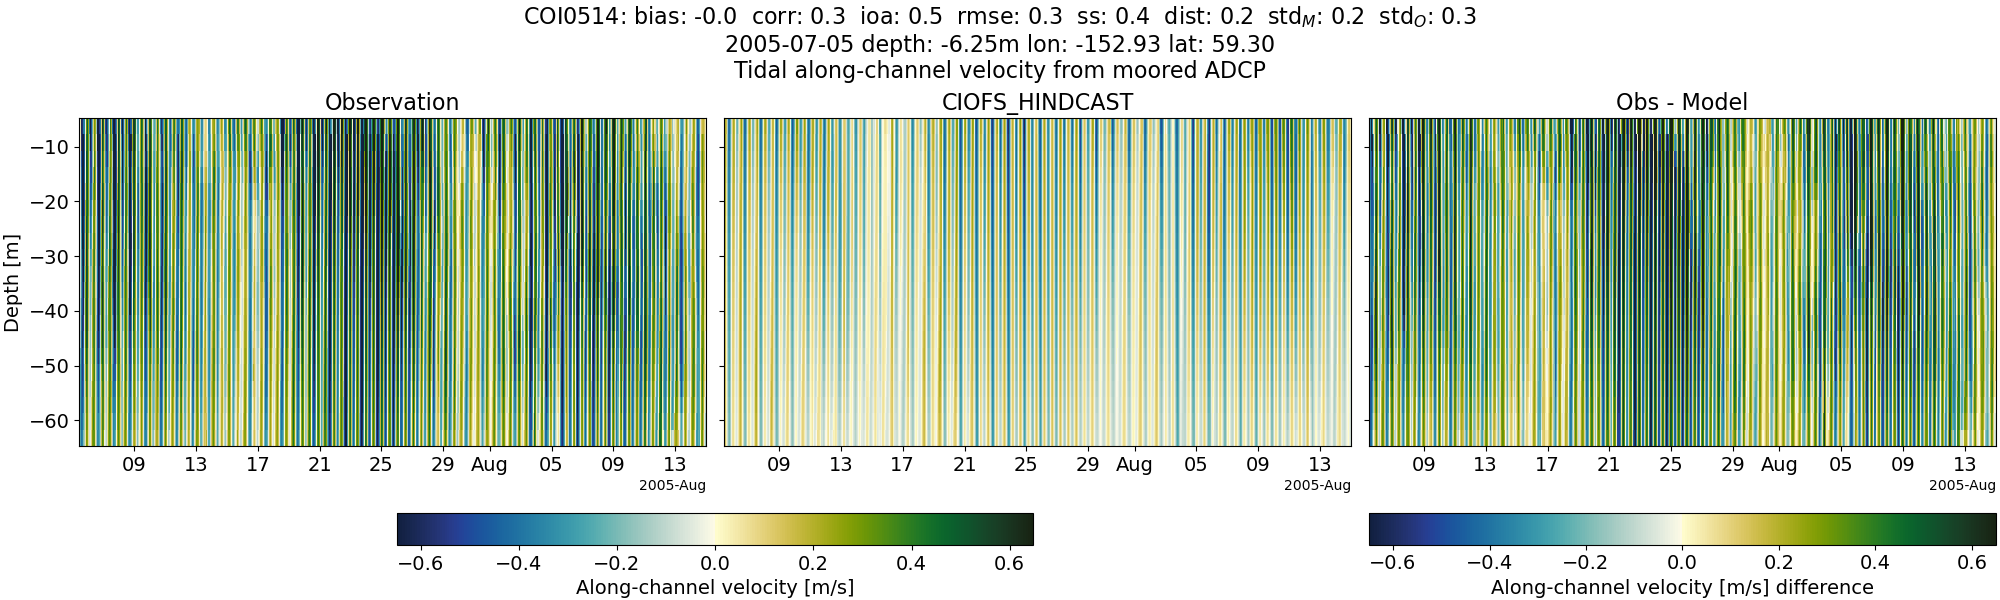 COI0514: bias: -0.0 corr: 0.3 ioa: 0.5 rmse: 0.3 ss: 0.4 dist: 0.2 std_M: 0.2 std_O: 0.3
2005-07-05 depth: -6.25m lon: -152.93 lat: 59.30
Tidal along-channel velocity from moored ADCP
Observation
CIOFS_HINDCAST
Obs - Model
Depth [m]
−10
−20
−30
−40
−50
−60
09 13 17 21 25 29 Aug 05 09 13
2005-Aug
09 13 17 21 25 29 Aug 05 09 13
2005-Aug
09 13 17 21 25 29 Aug 05 09 13
2005-Aug
−0.6 −0.4 −0.2 0.0 0.2 0.4 0.6
Along-channel velocity [m/s]
−0.6 −0.4 −0.2 0.0 0.2 0.4 0.6
Along-channel velocity [m/s] difference